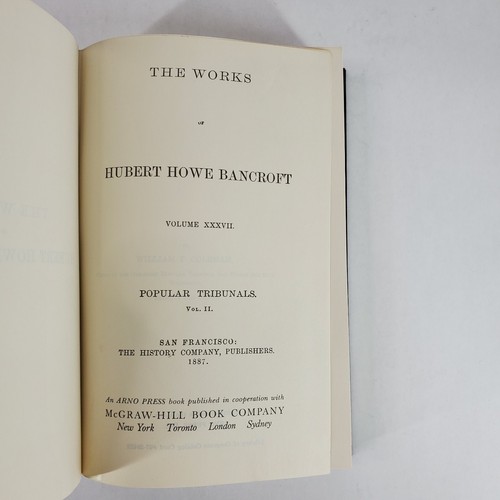 THE WORKS
OF
HUBERT HOWE BANCROFT
VOLUME XXXVII.
POPULAR TRIBUNALS.
VOL. II.
SAN FRANCISCO:
THE HISTORY COMPANY, PUBLISHERS.
1887.
An ARNO PRESS book published in cooperation with
McGRAW-HILL BOOK COMPANY
New York Toronto London Sydney